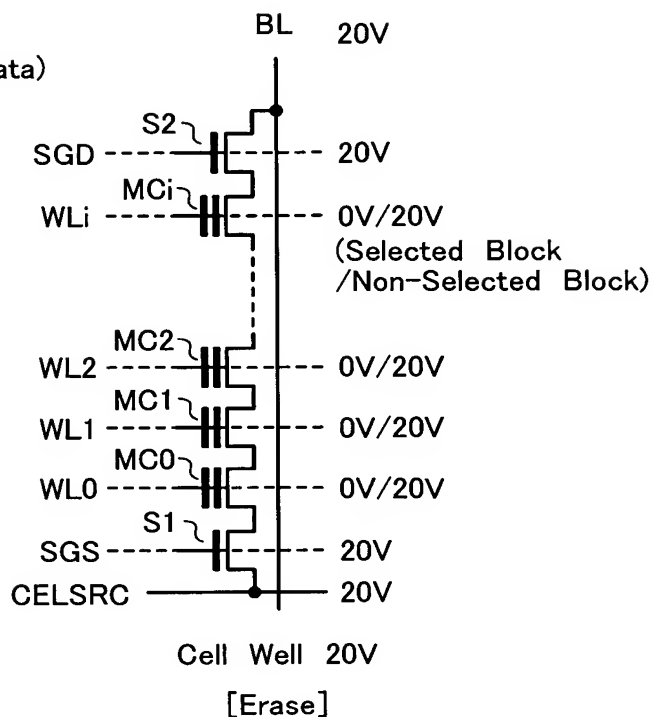 BL 20V
ata)
S2
SGD 20V
MCi
WLi 0V/20V
(Selected Block
/Non-Selected Block)
MC2
WL2 0V/20V
MC1
WL1 0V/20V
MC0
WL0 0V/20V
S1
SGS 20V
CELSRC 20V
Cell Well 20V
[Erase]